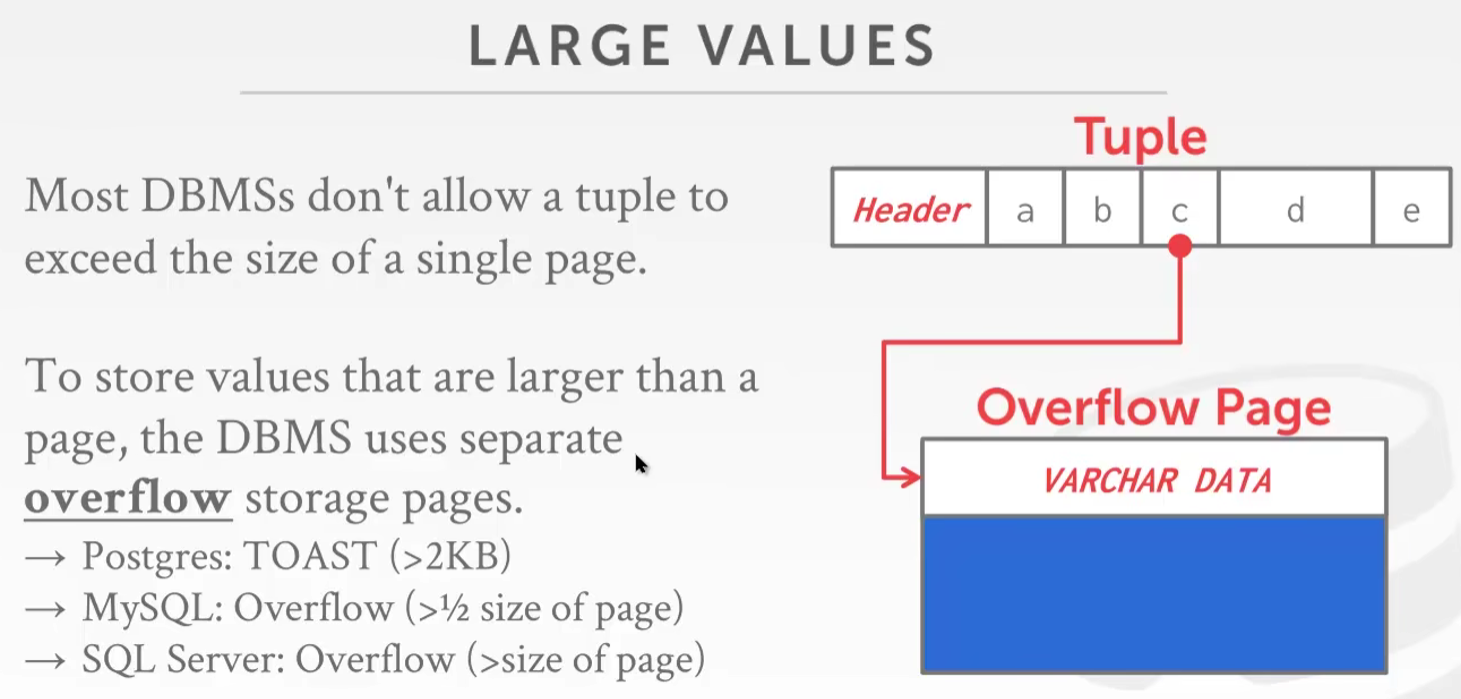 LARGE VALUES
Most DBMSs don't allow a tuple to
exceed the size of a single page.
To store values that are larger than a
page, the DBMS uses separate
overflow storage pages.
→ Postgres: TOAST (>2KB)
→ MySQL: Overflow (>½ size of page)
→ SQL Server: Overflow (>size of page)
Tuple
Header a b c d e
Overflow Page
VARCHAR DATA